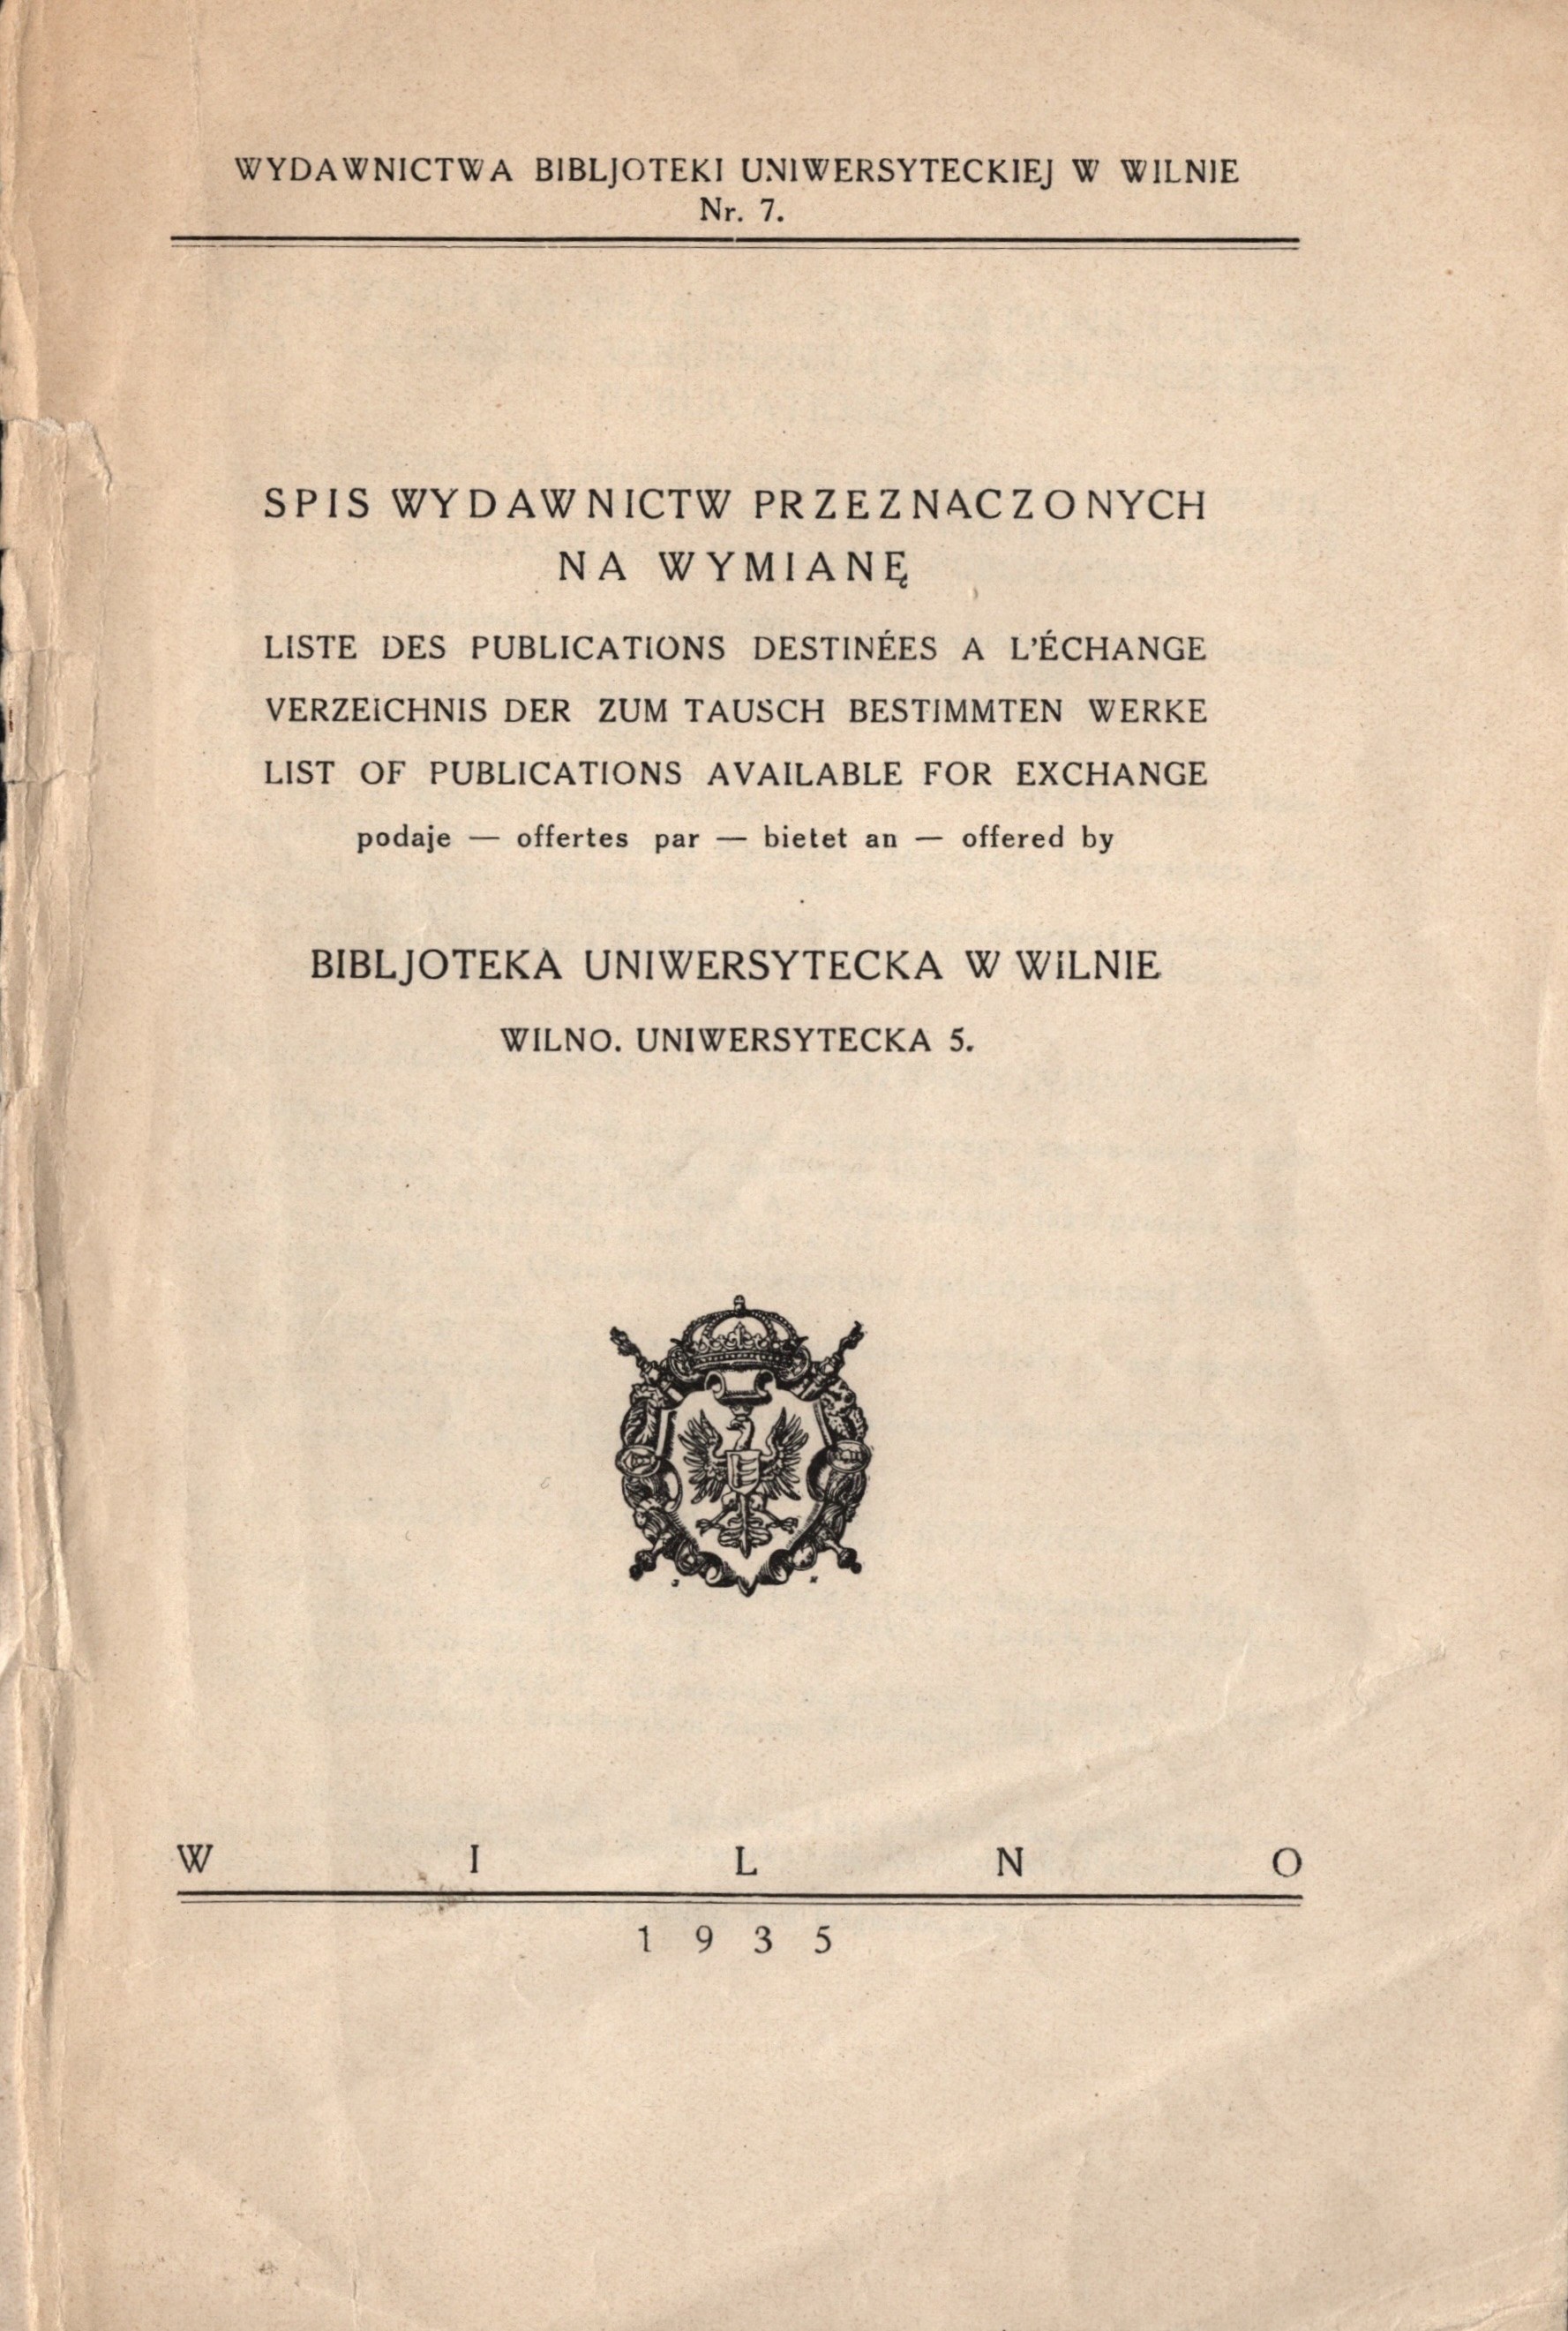 WYDAWNICTWA BIBLJOTEKI UNIWERSYTECKIEJ W WILNIE
Nr. 7.
SPIS WYDAWNICTW PRZEZNACZONYCH
NA WYMIANĘ
LISTE DES PUBLICATIONS DESTINÉES A L'ÉCHANGE
VERZEICHNIS DER ZUM TAUSCH BESTIMMTEN WERKE
LIST OF PUBLICATIONS AVAILABLE FOR EXCHANGE
podaje — offertes par — bietet an — offered by
BIBLJOTEKA UNIWERSYTECKA W WILNIE
WILNO. UNIWERSYTECKA 5.
W I L N O
1 9 3 5